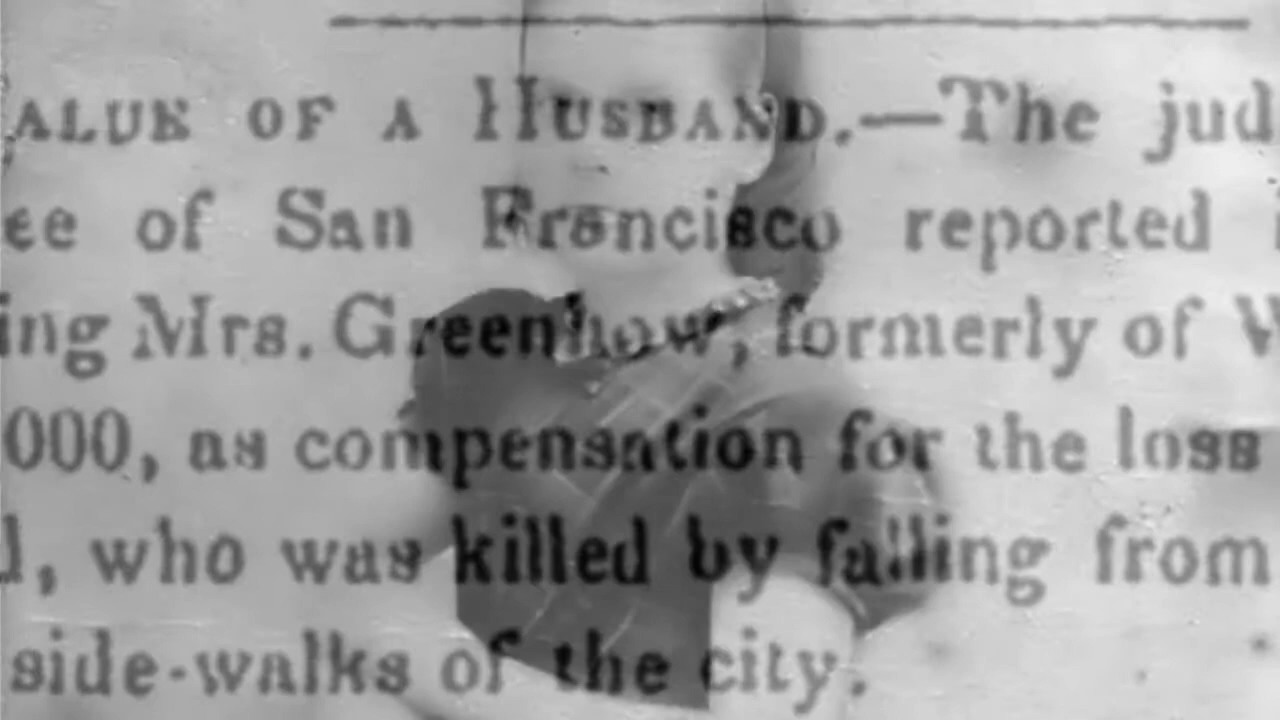 ALUE OF A HUSBAND.—The jud
ee of San Francisco reported
ing Mrs. Greenhow, formerly of W
000, as compensation for the loss
d, who was killed by falling from
side-walks of the city.